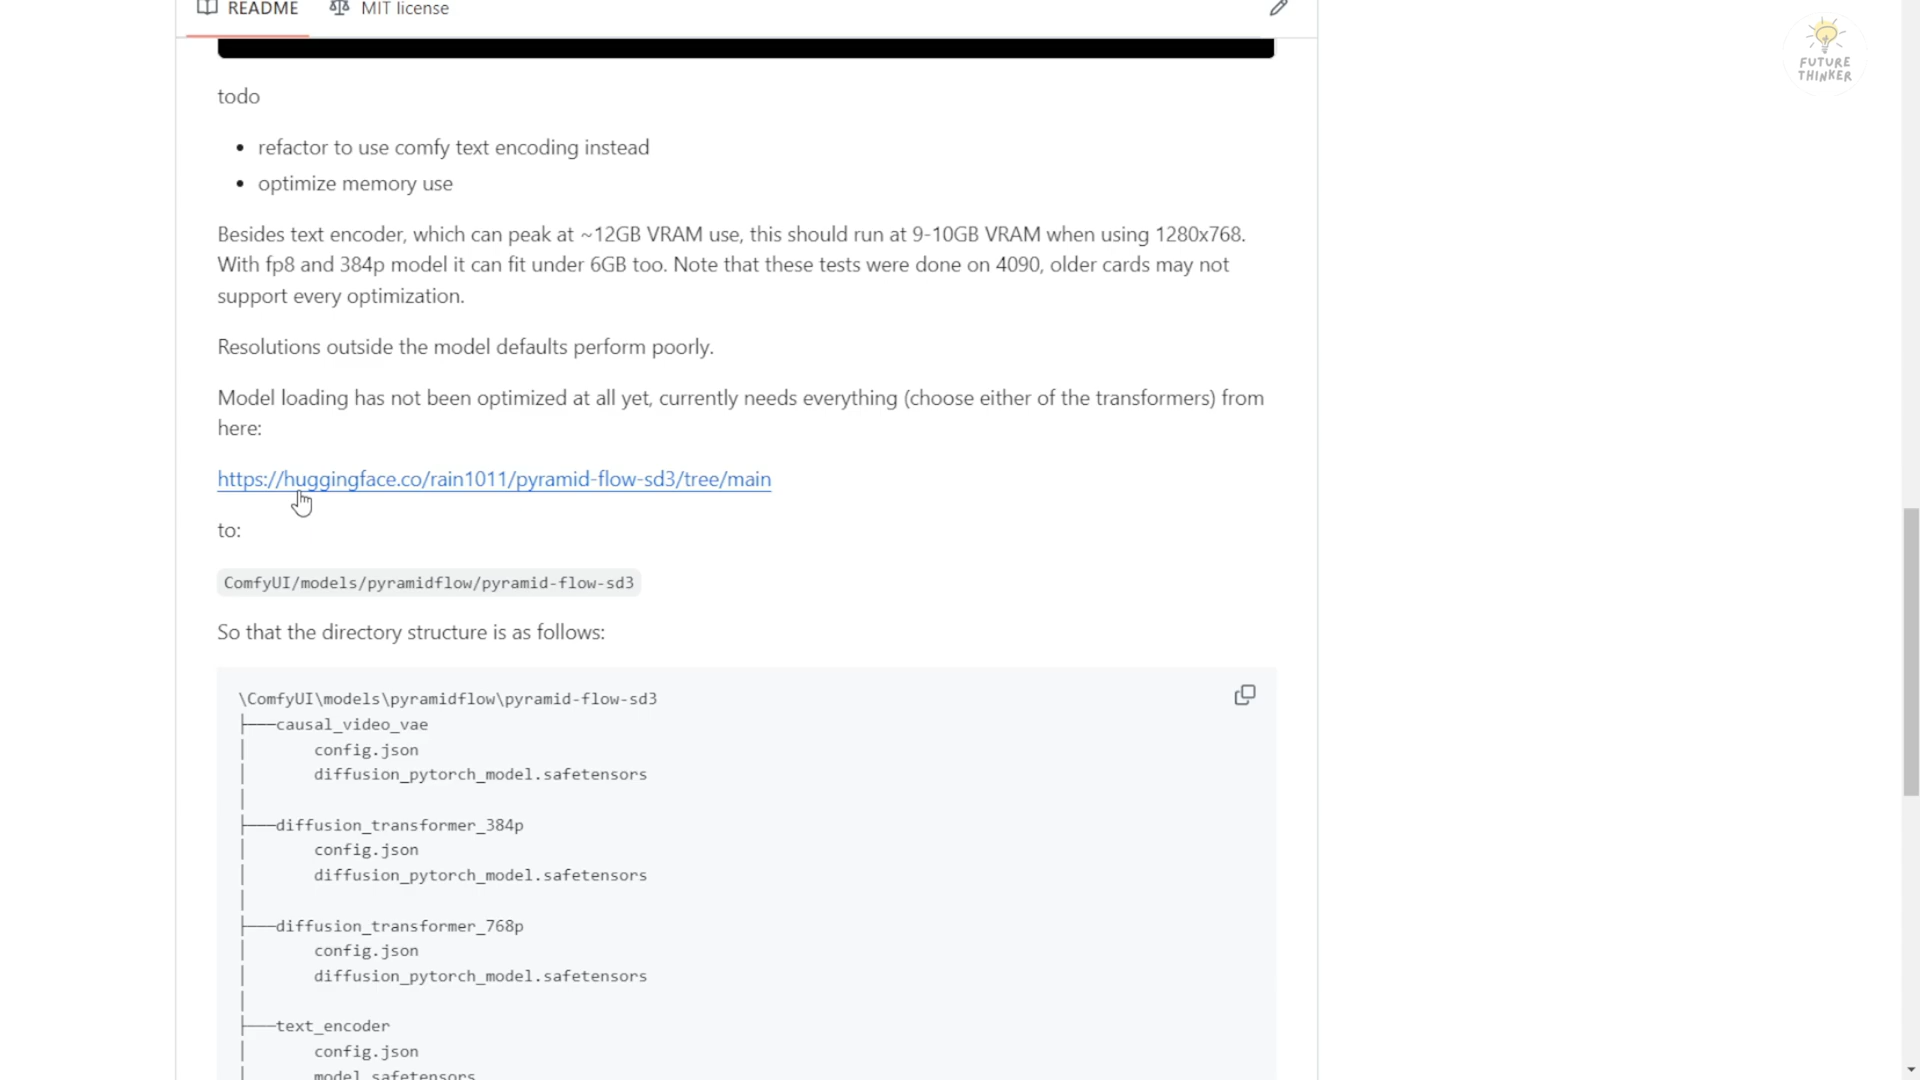 README MIT license
FUTURE
THINKER
todo
• refactor to use comfy text encoding instead
• optimize memory use
Besides text encoder, which can peak at ~12GB VRAM use, this should run at 9-10GB VRAM when using 1280x768.
With fp8 and 384p model it can fit under 6GB too. Note that these tests were done on 4090, older cards may not
support every optimization.
Resolutions outside the model defaults perform poorly.
Model loading has not been optimized at all yet, currently needs everything (choose either of the transformers) from
here:
https://huggingface.co/rain1011/pyramid-flow-sd3/tree/main
to:
ComfyUI/models/pyramidflow/pyramid-flow-sd3
So that the directory structure is as follows:
\ComfyUI\models\pyramidflow\pyramid-flow-sd3
├───causal_video_vae
│       config.json
│       diffusion_pytorch_model.safetensors
│
├───diffusion_transformer_384p
│       config.json
│       diffusion_pytorch_model.safetensors
│
├───diffusion_transformer_768p
│       config.json
│       diffusion_pytorch_model.safetensors
│
├───text_encoder
│       config.json
│       model.safetensors